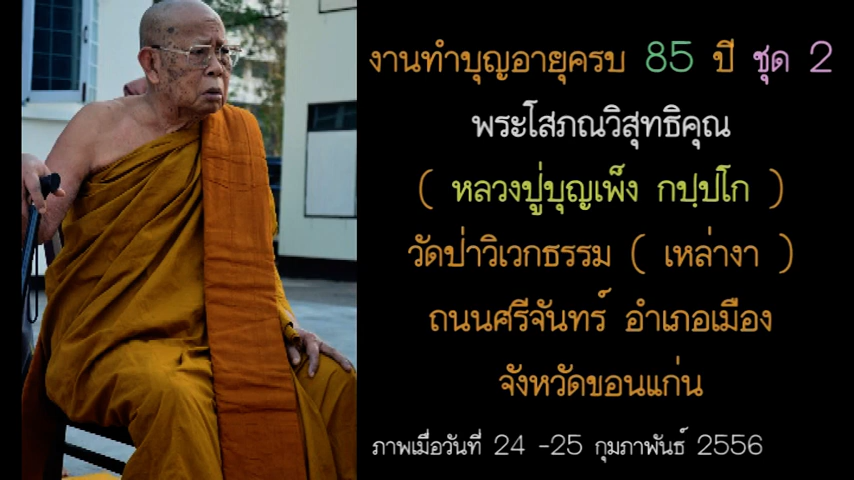 งานทำบุญอายุครบ 85 ปี ชุด 2
พระโสภณวิสุทธิคุณ
( หลวงปู่บุญเพ็ง กปฺปโก )
วัดป่าวิเวกธรรม ( เหล่างา )
ถนนศรีจันทร์ อำเภอเมือง
จังหวัดขอนแก่น
ภาพเมื่อวันที่ 24 -25 กุมภาพันธ์ 2556